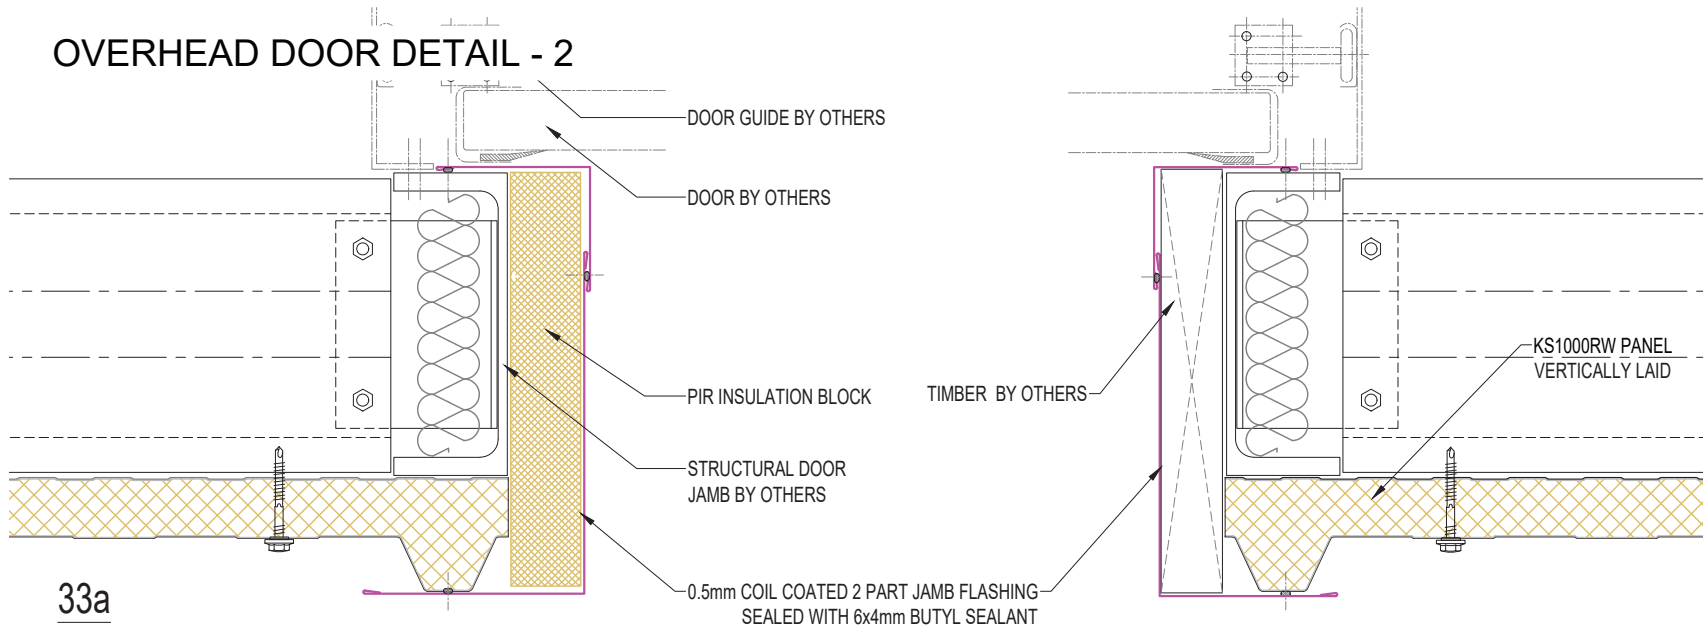 OVERHEAD DOOR DETAIL - 2
DOOR GUIDE BY OTHERS
DOOR BY OTHERS
PIR INSULATION BLOCK
STRUCTURAL DOOR
JAMB BY OTHERS
TIMBER BY OTHERS
KS1000RW PANEL
VERTICALLY LAID
0.5mm COIL COATED 2 PART JAMB FLASHING
SEALED WITH 6x4mm BUTYL SEALANT
33a